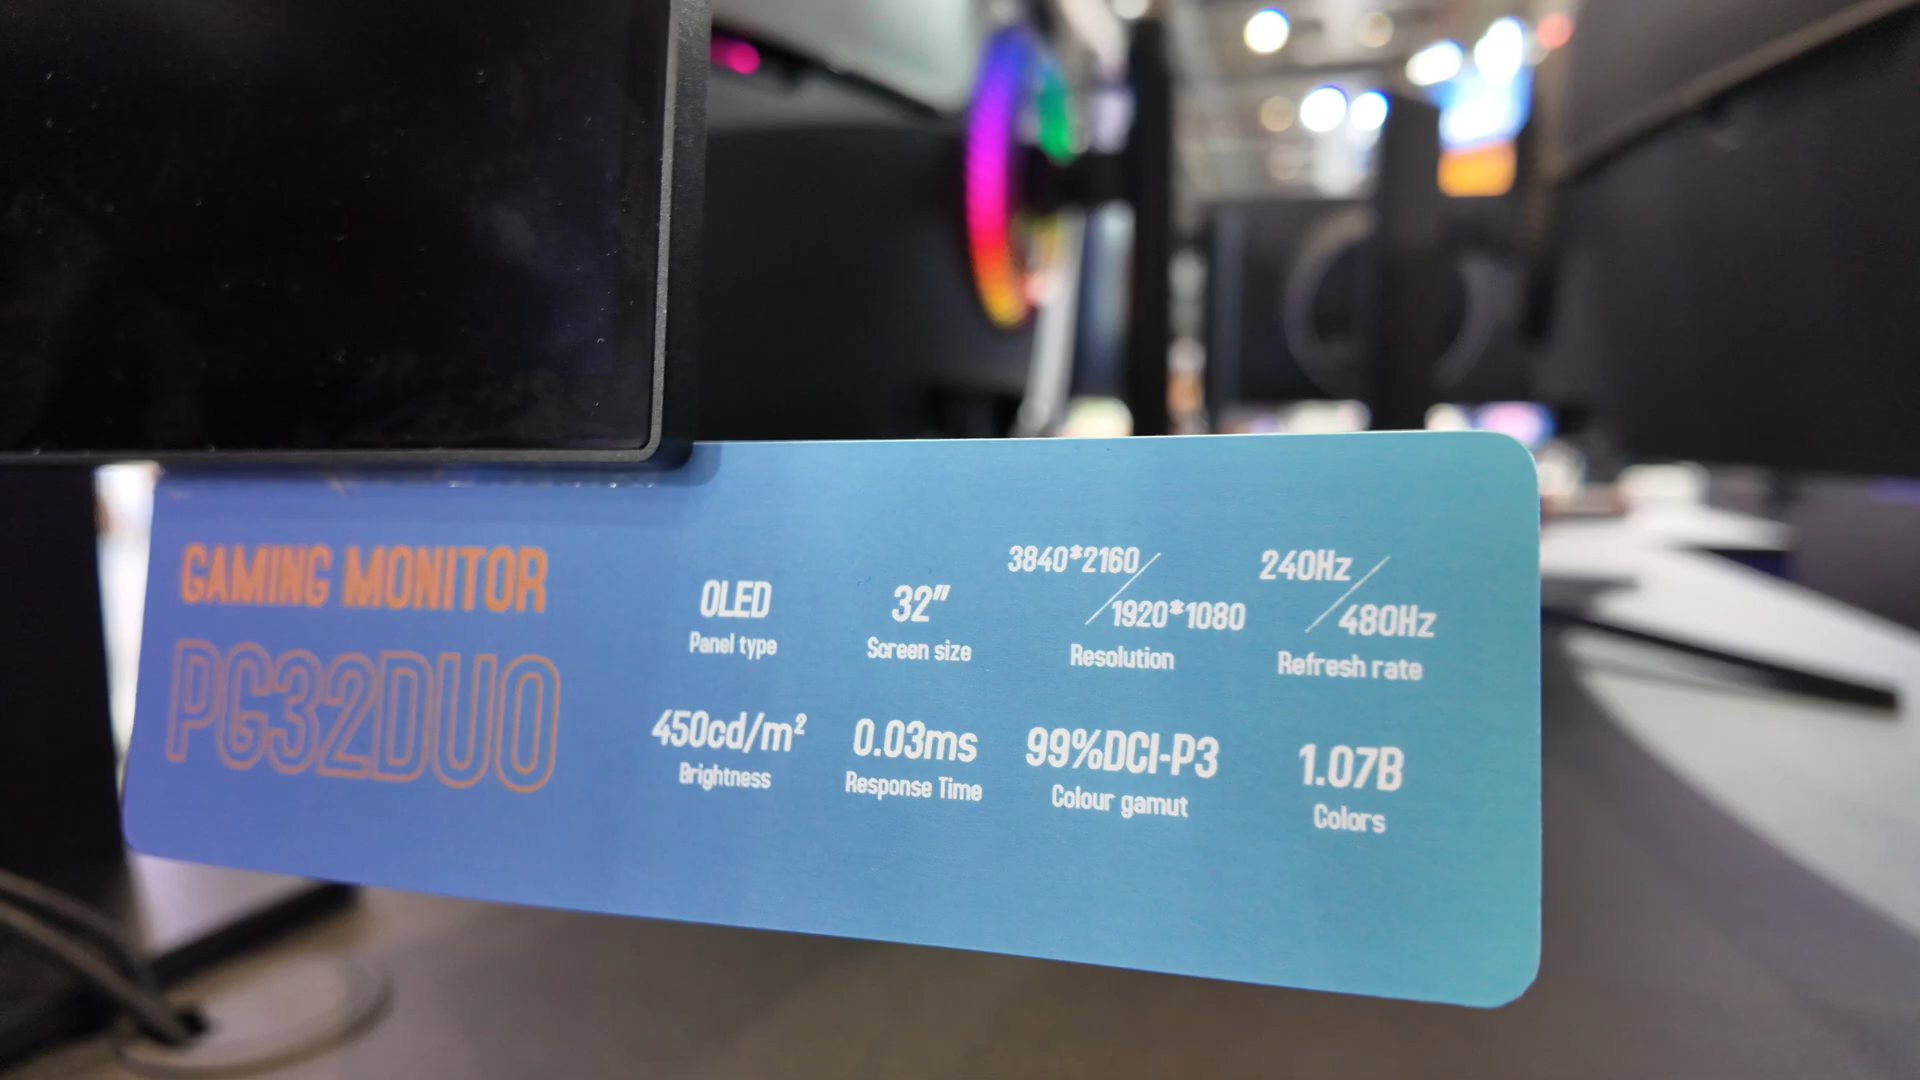 GAMING MONITOR
PG32DUO
OLED
Panel type
32"
Screen size
3840*2160
1920*1080
Resolution
240Hz
480Hz
Refresh rate
450cd/m²
Brightness
0.03ms
Response Time
99%DCI-P3
Colour gamut
1.07B
Colors